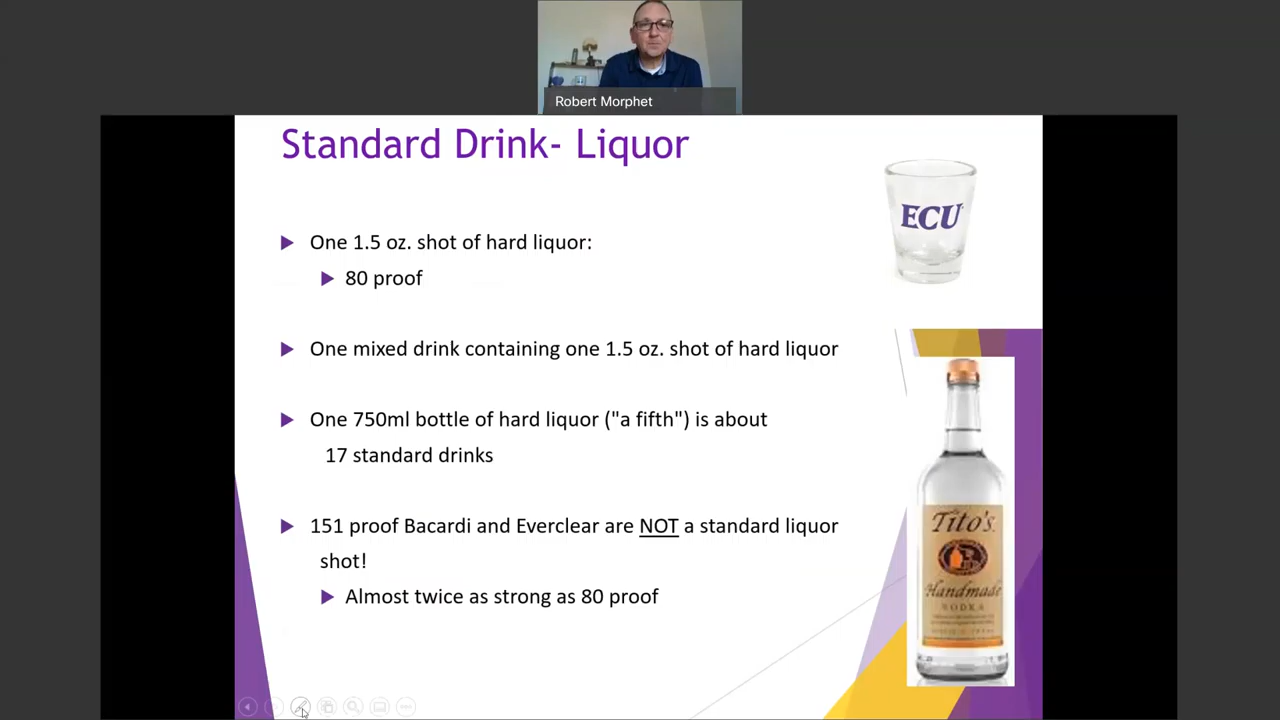 Robert Morphet
Standard Drink- Liquor
ECU
One 1.5 oz. shot of hard liquor:
80 proof
One mixed drink containing one 1.5 oz. shot of hard liquor
One 750ml bottle of hard liquor ("a fifth") is about
17 standard drinks
151 proof Bacardi and Everclear are NOT a standard liquor
shot!
Almost twice as strong as 80 proof
Tito's
Handmade
VODKA